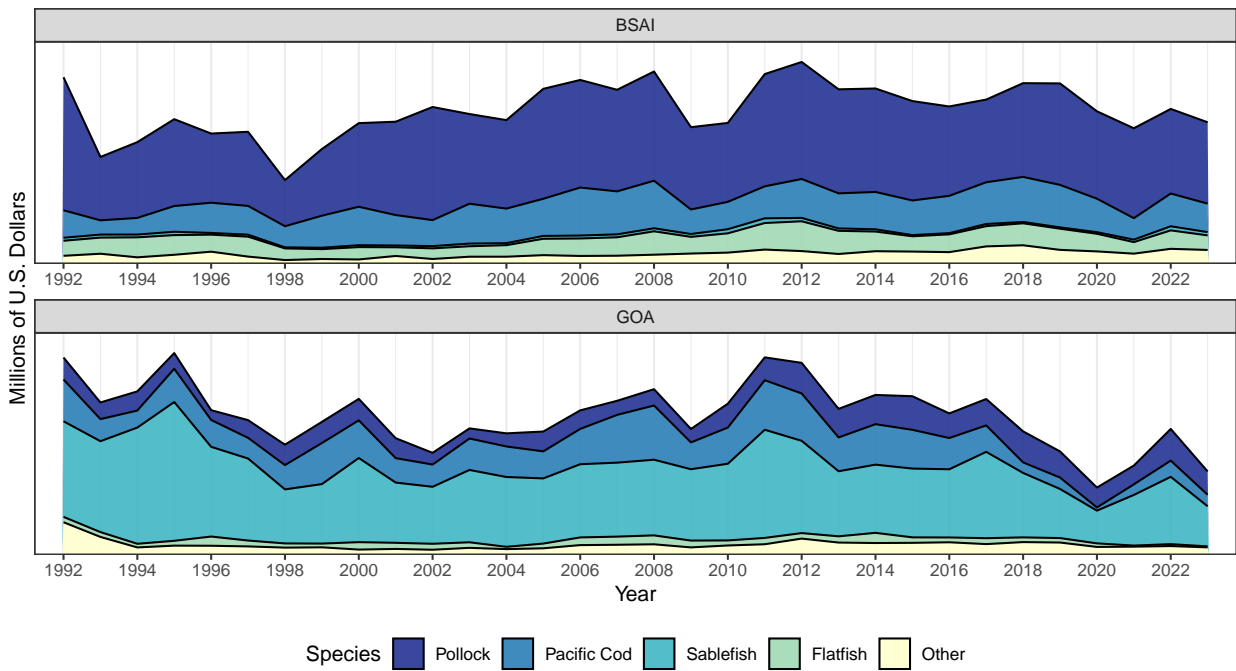 BSAI
1992 1994 1996 1998 2000 2002 2004 2006 2008 2010 2012 2014 2016 2018 2020 2022
Millions of U.S. Dollars
GOA
1992 1994 1996 1998 2000 2002 2004 2006 2008 2010 2012 2014 2016 2018 2020 2022
Year
Species Pollock Pacific Cod Sablefish Flatfish Other